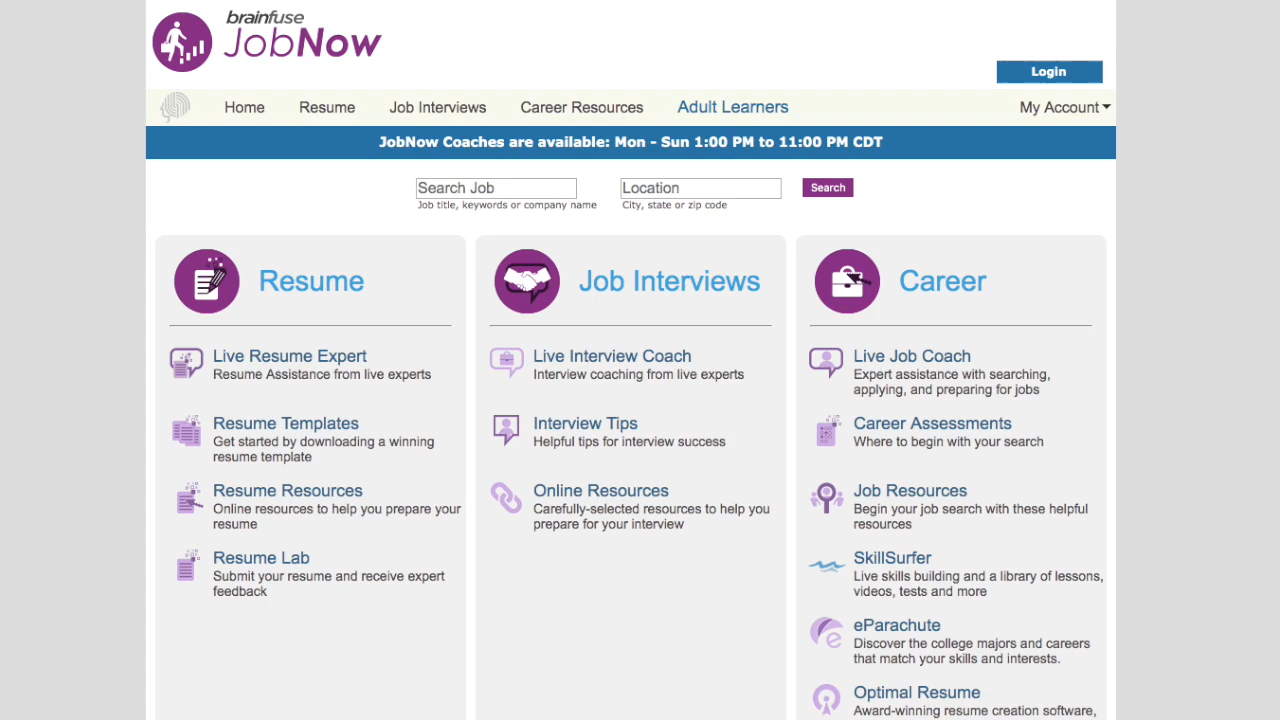 brainfuse
JobNow
Login
Home Resume Job Interviews Career Resources Adult Learners My Account
JobNow Coaches are available: Mon - Sun 1:00 PM to 11:00 PM CDT
Search Job Location Search
Job title, keywords or company name City, state or zip code
Resume
Live Resume Expert
Resume Assistance from live experts
Resume Templates
Get started by downloading a winning
resume template
Resume Resources
Online resources to help you prepare your
resume
Resume Lab
Submit your resume and receive expert
feedback
Job Interviews
Live Interview Coach
Interview coaching from live experts
Interview Tips
Helpful tips for interview success
Online Resources
Carefully-selected resources to help you
prepare for your interview
Career
Live Job Coach
Expert assistance with searching,
applying, and preparing for jobs
Career Assessments
Where to begin with your search
Job Resources
Begin your job search with these helpful
resources
SkillSurfer
Live skills building and a library of lessons,
videos, tests and more
eParachute
Discover the college majors and careers
that match your skills and interests.
Optimal Resume
Award-winning resume creation software,